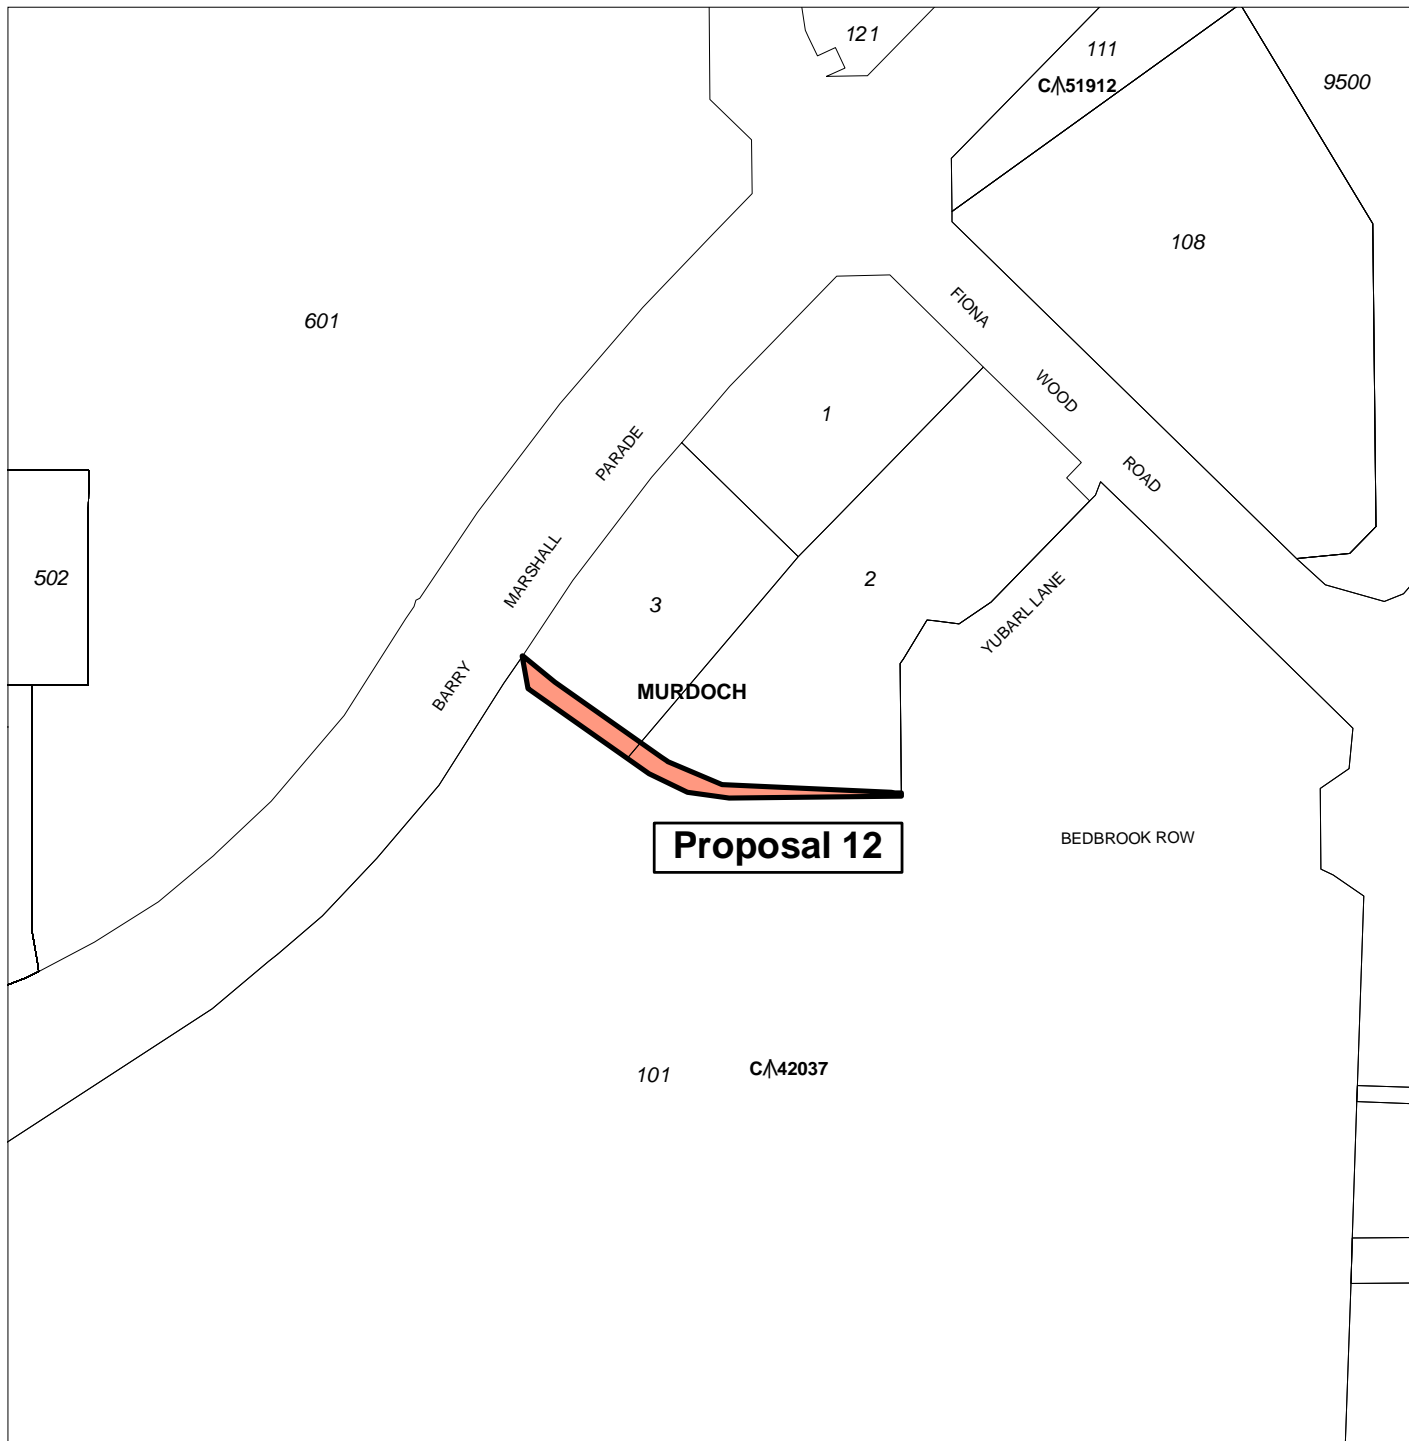 121
111
C/|\51912
9500
108
601
FIONA
WOOD
ROAD
1
PARADE
MARSHALL
BARRY
502
2
3
YUBARL LANE
MURDOCH
Proposal 12
BEDBROOK ROW
101
C/|\42037